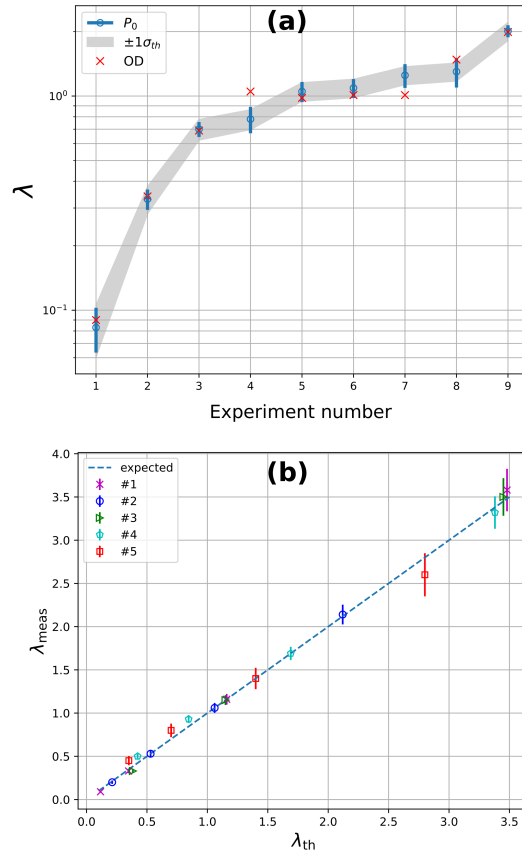 (a)
P₀
±1σₜₕ
OD
10⁰
10⁻¹
λ
1 2 3 4 5 6 7 8 9
Experiment number
(b)
expected
#1
#2
#3
#4
#5
4.0
3.5
3.0
2.5
2.0
1.5
1.0
0.5
0.0
λmeas
0.0 0.5 1.0 1.5 2.0 2.5 3.0 3.5
λth